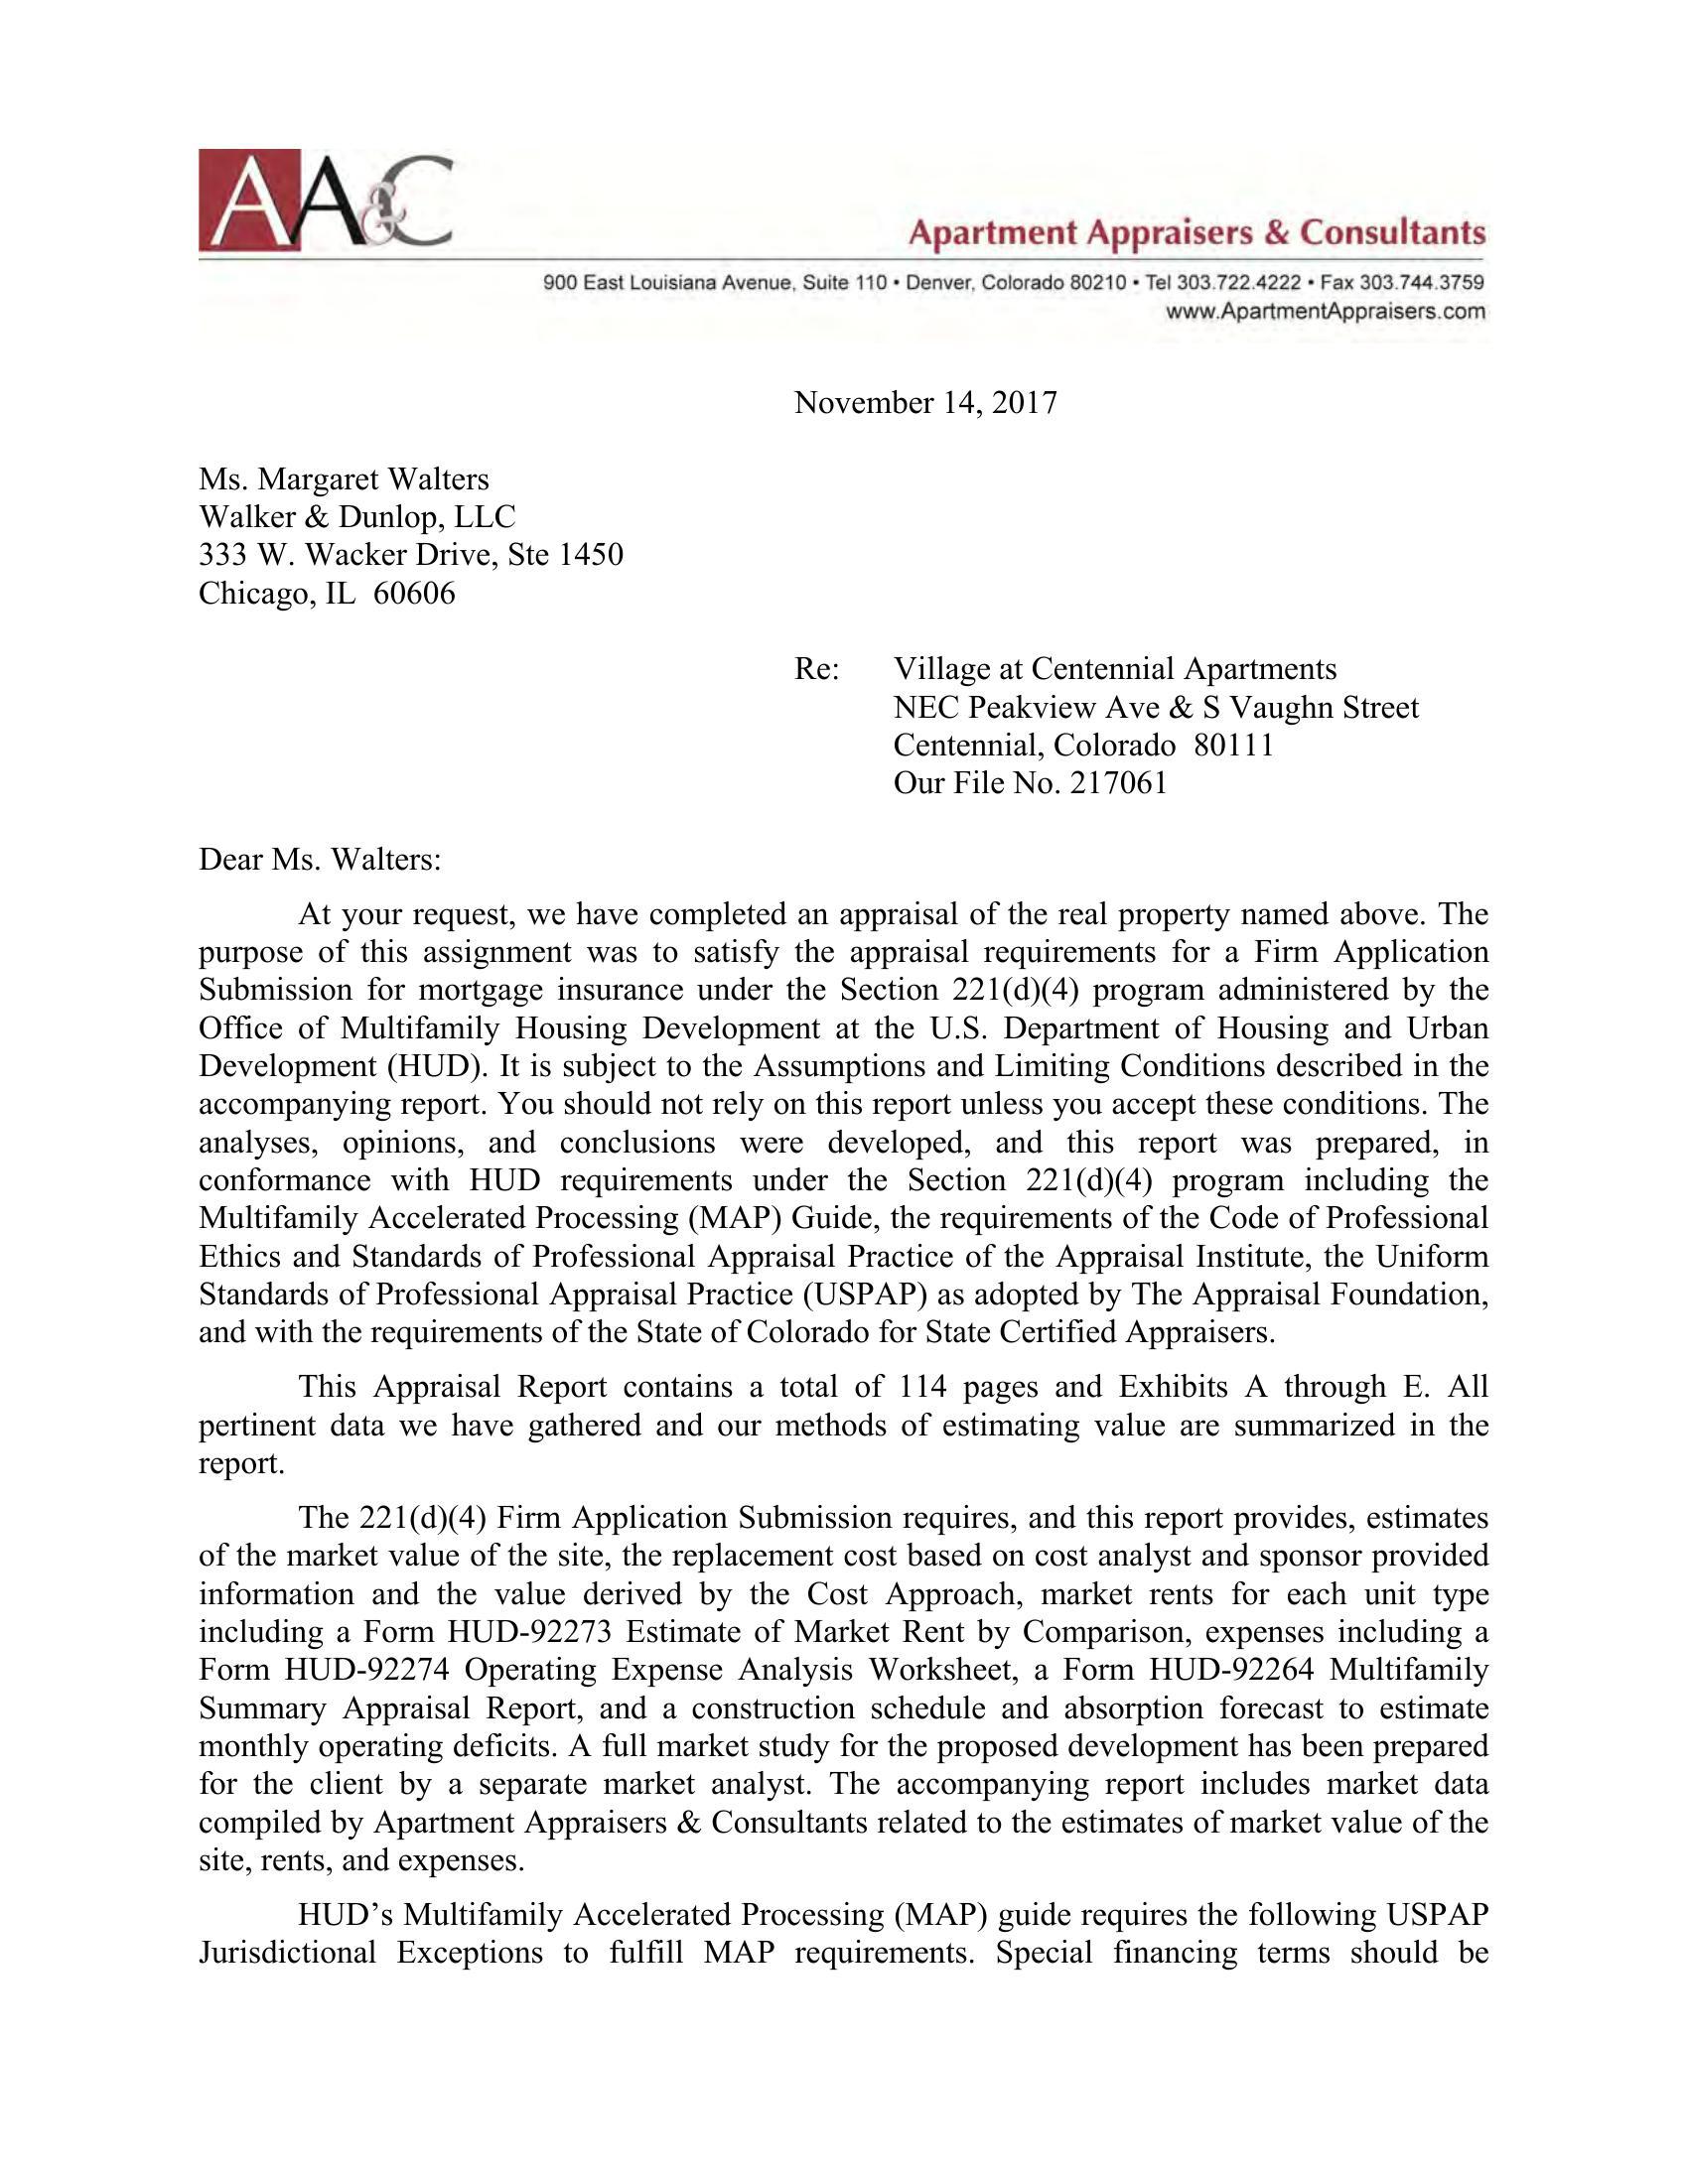 AA&C
Apartment Appraisers & Consultants
900 East Louisiana Avenue, Suite 110 • Denver, Colorado 80210 • Tel 303.722.4222 • Fax 303.744.3759
www.ApartmentAppraisers.com
November 14, 2017
Ms. Margaret Walters
Walker & Dunlop, LLC
333 W. Wacker Drive, Ste 1450
Chicago, IL  60606
Re: Village at Centennial Apartments
NEC Peakview Ave & S Vaughn Street
Centennial, Colorado  80111
Our File No. 217061
Dear Ms. Walters:
At your request, we have completed an appraisal of the real property named above. The
purpose of this assignment was to satisfy the appraisal requirements for a Firm Application
Submission for mortgage insurance under the Section 221(d)(4) program administered by the
Office of Multifamily Housing Development at the U.S. Department of Housing and Urban
Development (HUD). It is subject to the Assumptions and Limiting Conditions described in the
accompanying report. You should not rely on this report unless you accept these conditions. The
analyses, opinions, and conclusions were developed, and this report was prepared, in
conformance with HUD requirements under the Section 221(d)(4) program including the
Multifamily Accelerated Processing (MAP) Guide, the requirements of the Code of Professional
Ethics and Standards of Professional Appraisal Practice of the Appraisal Institute, the Uniform
Standards of Professional Appraisal Practice (USPAP) as adopted by The Appraisal Foundation,
and with the requirements of the State of Colorado for State Certified Appraisers.
This Appraisal Report contains a total of 114 pages and Exhibits A through E. All
pertinent data we have gathered and our methods of estimating value are summarized in the
report.
The 221(d)(4) Firm Application Submission requires, and this report provides, estimates
of the market value of the site, the replacement cost based on cost analyst and sponsor provided
information and the value derived by the Cost Approach, market rents for each unit type
including a Form HUD-92273 Estimate of Market Rent by Comparison, expenses including a
Form HUD-92274 Operating Expense Analysis Worksheet, a Form HUD-92264 Multifamily
Summary Appraisal Report, and a construction schedule and absorption forecast to estimate
monthly operating deficits. A full market study for the proposed development has been prepared
for the client by a separate market analyst. The accompanying report includes market data
compiled by Apartment Appraisers & Consultants related to the estimates of market value of the
site, rents, and expenses.
HUD’s Multifamily Accelerated Processing (MAP) guide requires the following USPAP
Jurisdictional Exceptions to fulfill MAP requirements. Special financing terms should be